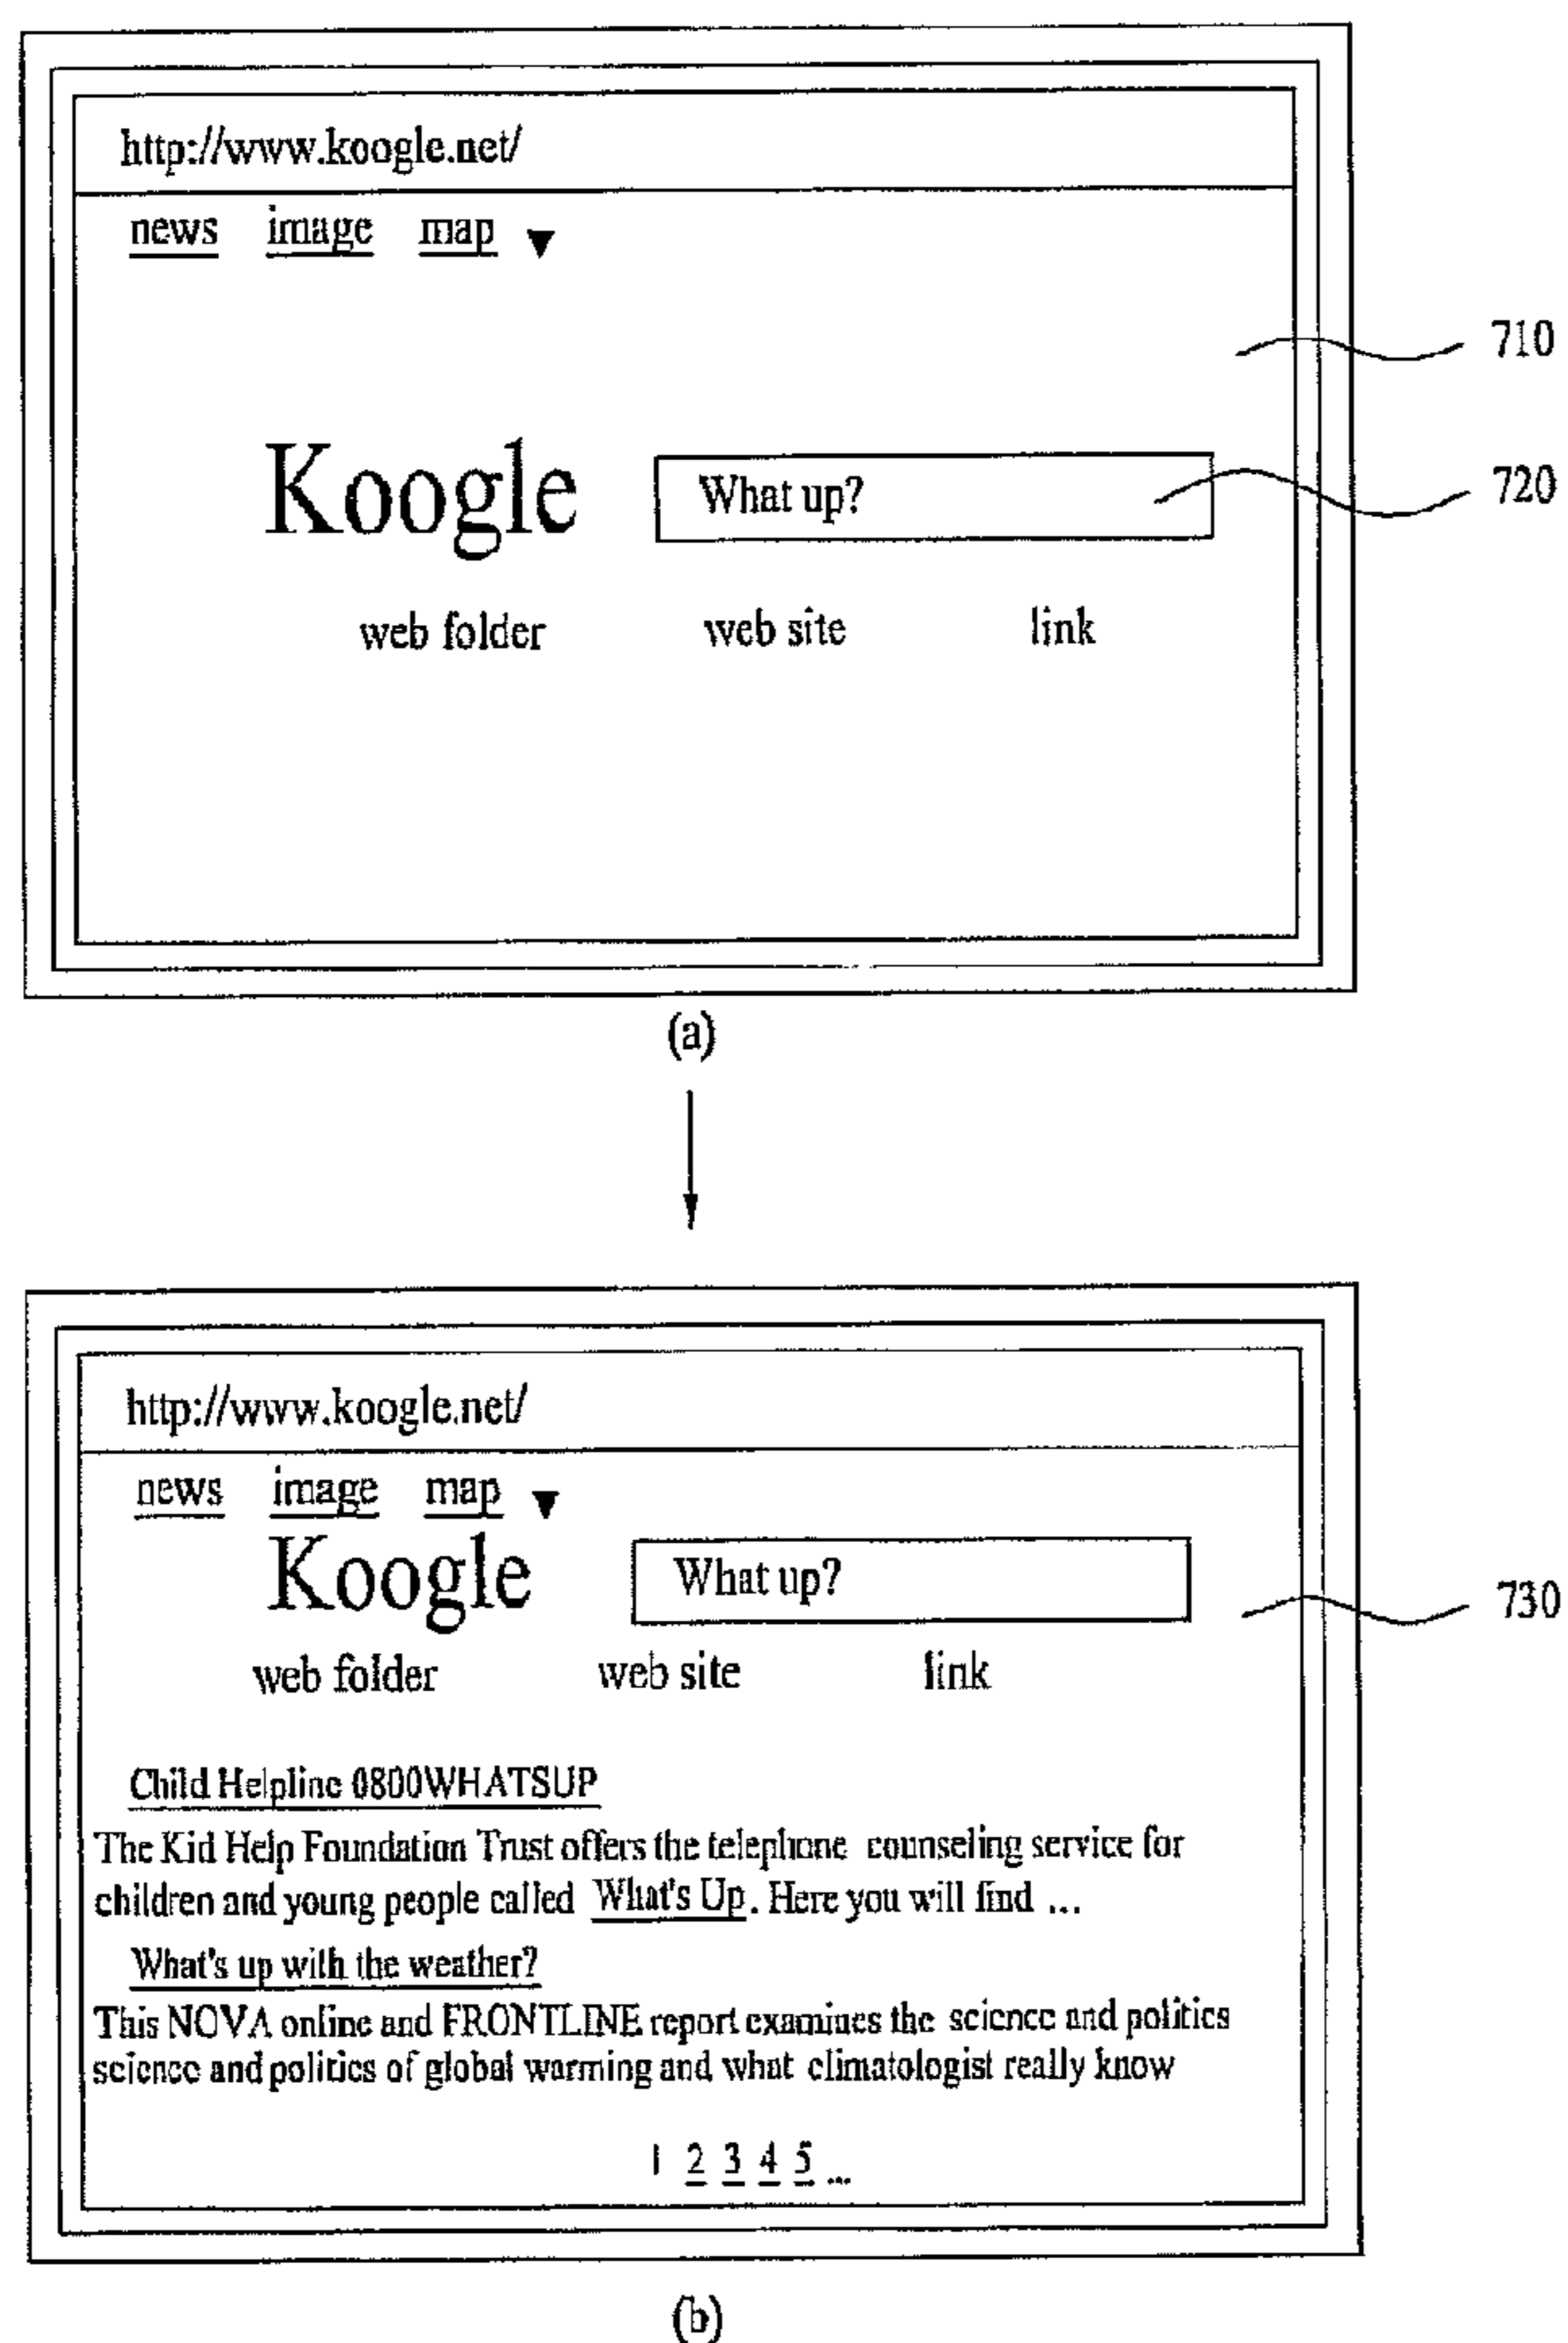 http://www.koogle.net/
news image map ▼
710
Koogle What up?
720
web folder web site link
(a)
http://www.koogle.net/
news image map ▼
Koogle What up?
730
web folder web site link
Child Helpline 0800WHATSUP
The Kid Help Foundation Trust offers the telephone counseling service for
children and young people called What's Up. Here you will find ...
What's up with the weather?
This NOVA online and FRONTLINE report examines the science and politics
science and politics of global warming and what climatologist really know
1 2 3 4 5 ...
(b)